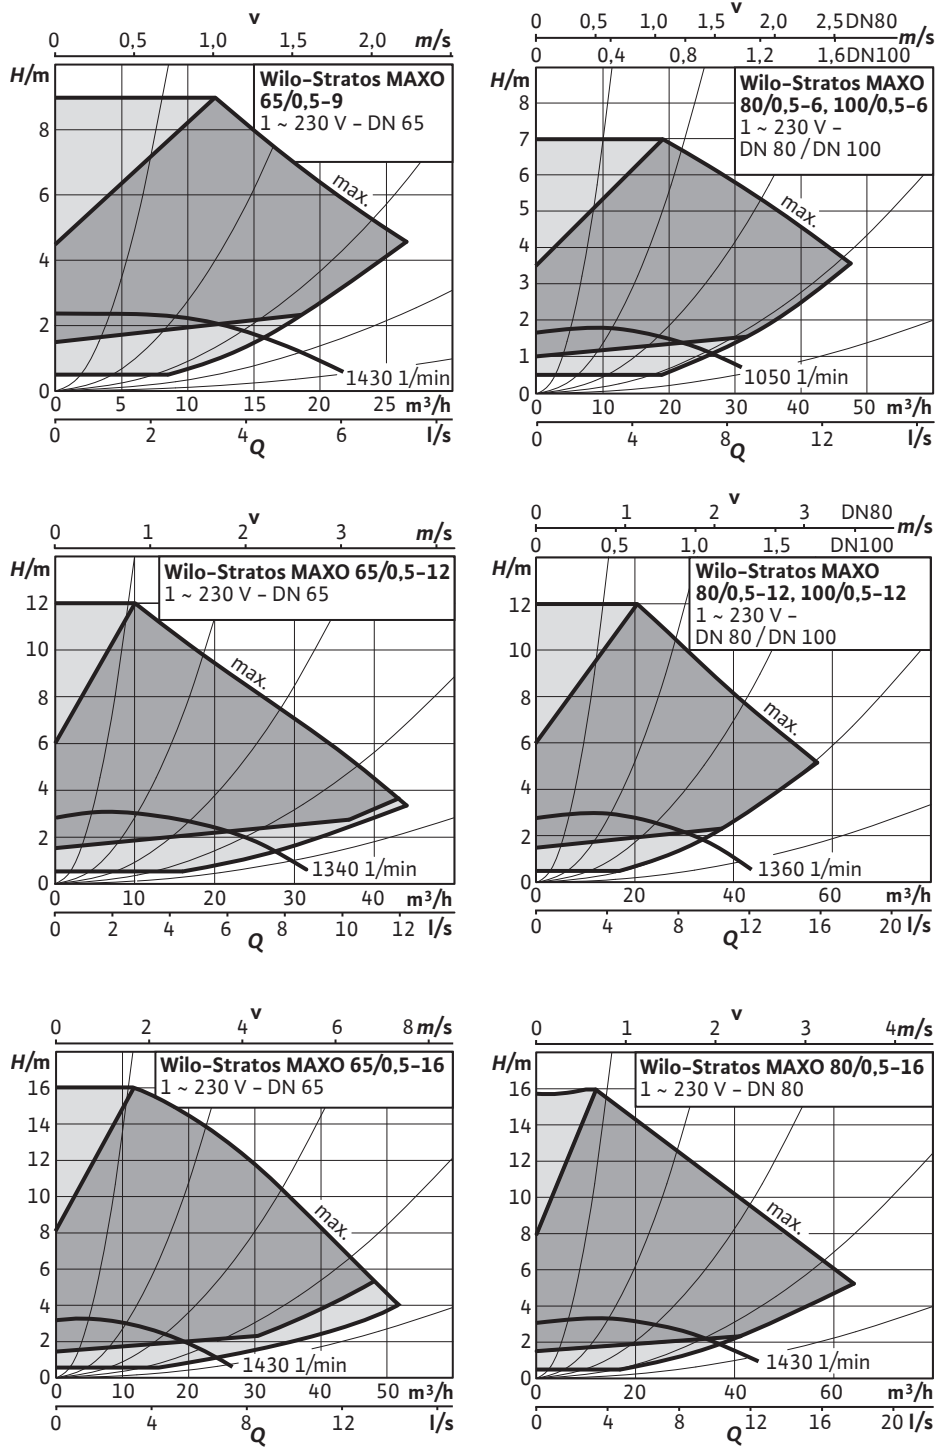 v
0 0,5 1,0 1,5 2,0 m/s
H/m
Wilo-Stratos MAXO
65/0,5-9
1 ~ 230 V - DN 65
max.
8
6
4
2
0
1430 1/min
0 5 10 15 20 25 m³/h
0 2 4 6 l/s
Q
v
0 0,5 1,0 1,5 2,0 2,5 DN80
m/s
0 0,4 0,8 1,2 1,6 DN100
H/m
Wilo-Stratos MAXO
80/0,5-6, 100/0,5-6
1 ~ 230 V -
DN 80 / DN 100
max.
8
7
6
5
4
3
2
1
0
1050 1/min
0 10 20 30 40 50 m³/h
0 4 8 12 l/s
Q
v
0 1 2 3 m/s
H/m
Wilo-Stratos MAXO 65/0,5-12
1 ~ 230 V - DN 65
max.
12
10
8
6
4
2
0
1340 1/min
0 10 20 30 40 m³/h
0 2 4 6 8 10 12 l/s
Q
v
0 1 2 3 DN80
m/s
0 0,5 1,0 1,5 DN100
H/m
Wilo-Stratos MAXO
80/0,5-12, 100/0,5-12
1 ~ 230 V -
DN 80 / DN 100
max.
12
10
8
6
4
2
0
1360 1/min
0 20 40 60 m³/h
0 4 8 12 16 20 l/s
Q
v
0 2 4 6 8 m/s
H/m
Wilo-Stratos MAXO 65/0,5-16
1 ~ 230 V - DN 65
max.
16
14
12
10
8
6
4
2
0
1430 1/min
0 10 20 30 40 50 m³/h
0 4 8 12 l/s
Q
v
0 1 2 3 4 m/s
H/m
Wilo-Stratos MAXO 80/0,5-16
1 ~ 230 V - DN 80
max.
16
14
12
10
8
6
4
2
0
1430 1/min
0 20 40 60 m³/h
0 4 8 12 16 20 l/s
Q